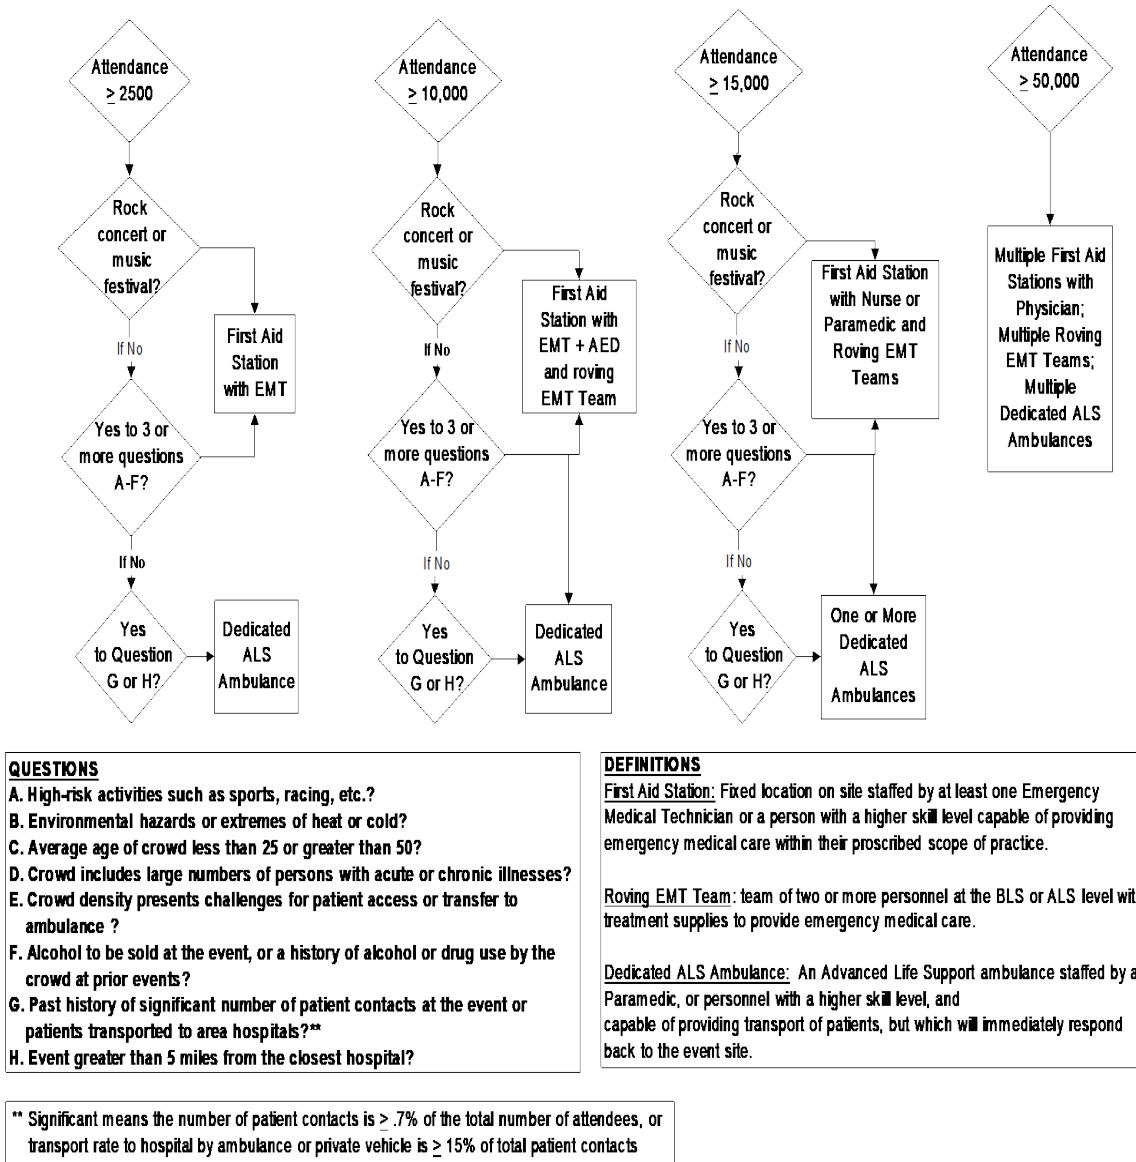 Attendance
≥ 2500
Rock
concert or
music
festival?
If No
First Aid
Station
with EMT
Yes to 3 or
more questions
A-F?
If No
Yes
to Question
G or H?
Dedicated
ALS
Ambulance
Attendance
≥ 10,000
Rock
concert or
music
festival?
If No
First Aid
Station with
EMT + AED
and roving
EMT Team
Yes to 3 or
more questions
A-F?
If No
Yes
to Question
G or H?
Dedicated
ALS
Ambulance
Attendance
≥ 15,000
Rock
concert or
music
festival?
If No
First Aid Station
with Nurse or
Paramedic and
Roving EMT
Teams
Yes to 3 or
more questions
A-F?
If No
Yes
to Question
G or H?
One or More
Dedicated
ALS
Ambulances
Attendance
≥ 50,000
Multiple First Aid
Stations with
Physician;
Multiple Roving
EMT Teams;
Multiple
Dedicated ALS
Ambulances
QUESTIONS
A. High-risk activities such as sports, racing, etc.?
B. Environmental hazards or extremes of heat or cold?
C. Average age of crowd less than 25 or greater than 50?
D. Crowd includes large numbers of persons with acute or chronic illnesses?
E. Crowd density presents challenges for patient access or transfer to
ambulance ?
F. Alcohol to be sold at the event, or a history of alcohol or drug use by the
crowd at prior events?
G. Past history of significant number of patient contacts at the event or
patients transported to area hospitals?**
H. Event greater than 5 miles from the closest hospital?
DEFINITIONS
First Aid Station: Fixed location on site staffed by at least one Emergency
Medical Technician or a person with a higher skill level capable of providing
emergency medical care within their proscribed scope of practice.
Roving EMT Team: team of two or more personnel at the BLS or ALS level wit
treatment supplies to provide emergency medical care.
Dedicated ALS Ambulance: An Advanced Life Support ambulance staffed by a
Paramedic, or personnel with a higher skill level, and
capable of providing transport of patients, but which will immediately respond
back to the event site.
** Significant means the number of patient contacts is ≥ .7% of the total number of attendees, or
transport rate to hospital by ambulance or private vehicle is ≥ 15% of total patient contacts